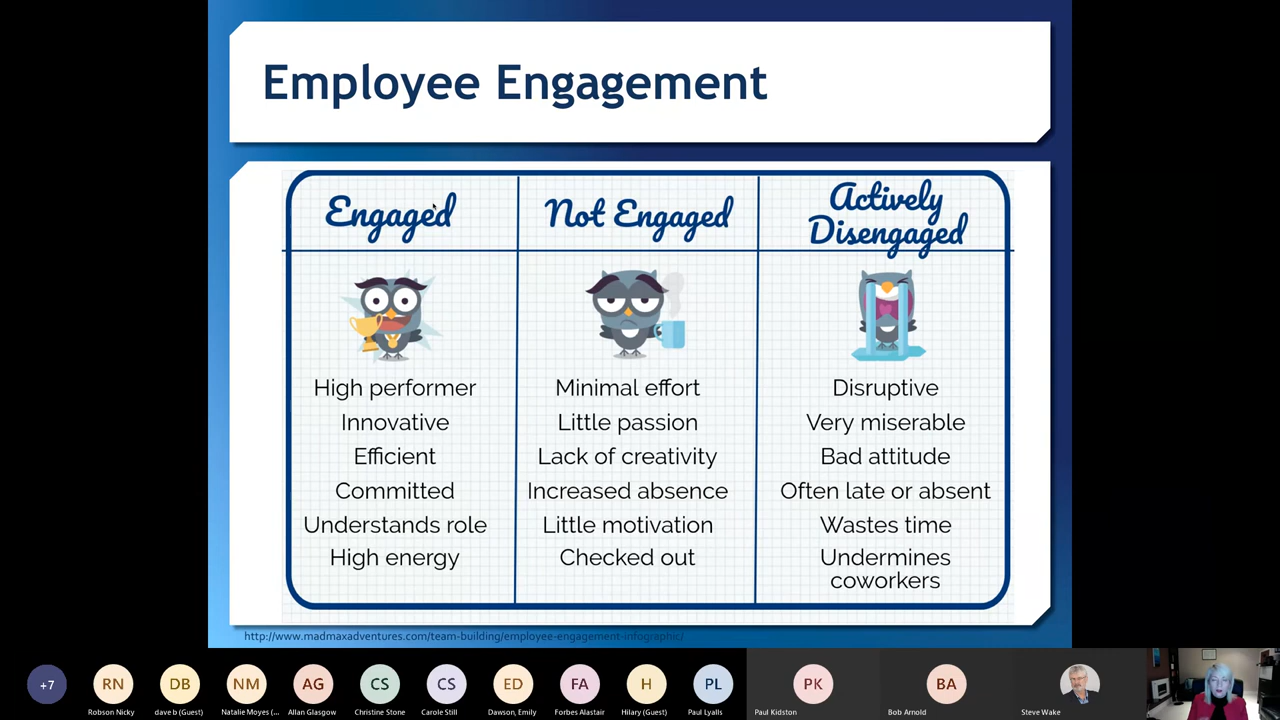 Employee Engagement
Engaged
Not Engaged
Actively
Disengaged
High performer
Innovative
Efficient
Committed
Understands role
High energy
Minimal effort
Little passion
Lack of creativity
Increased absence
Little motivation
Checked out
Disruptive
Very miserable
Bad attitude
Often late or absent
Wastes time
Undermines
coworkers
http://www.madmaxadventures.com/team-building/employee-engagement-infographic/
+7
RN
DB
NM
AG
CS
CS
ED
FA
H
PL
PK
BA
Robson Nicky
dave b (Guest)
Natalie Moyes (...
Allan Glasgow
Christine Stone
Carole Still
Dawson, Emily
Forbes Alastair
Hilary (Guest)
Paul Lyalls
Paul Kidston
Bob Arnold
Steve Wake